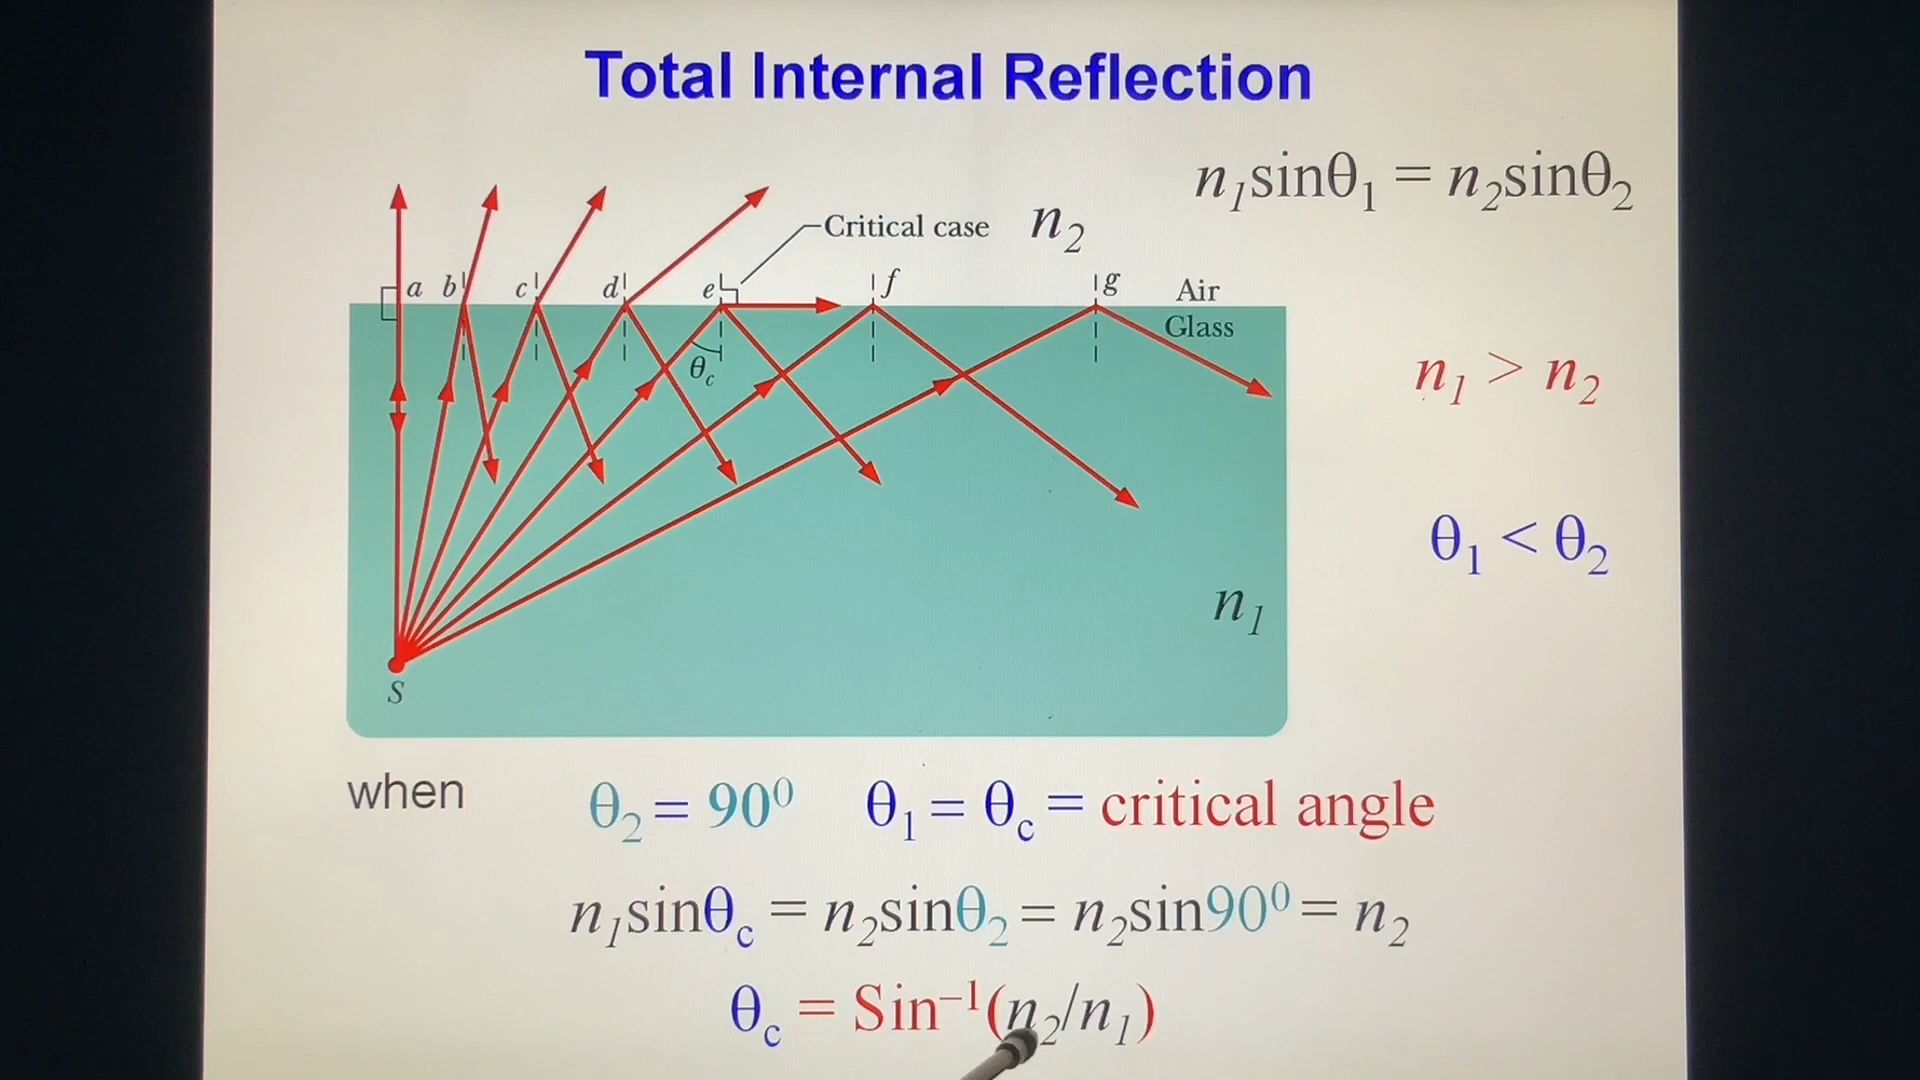 Total Internal Reflection
n₁sinθ₁ = n₂sinθ₂
Critical case
n₂
a b c d e f g
Air
Glass
θc
n₁ > n₂
θ₁ < θ₂
n₁
S
when θ₂ = 90⁰ θ₁ = θc = critical angle
n₁sinθc = n₂sinθ₂ = n₂sin90⁰ = n₂
θc = Sin⁻¹(n₂/n₁)